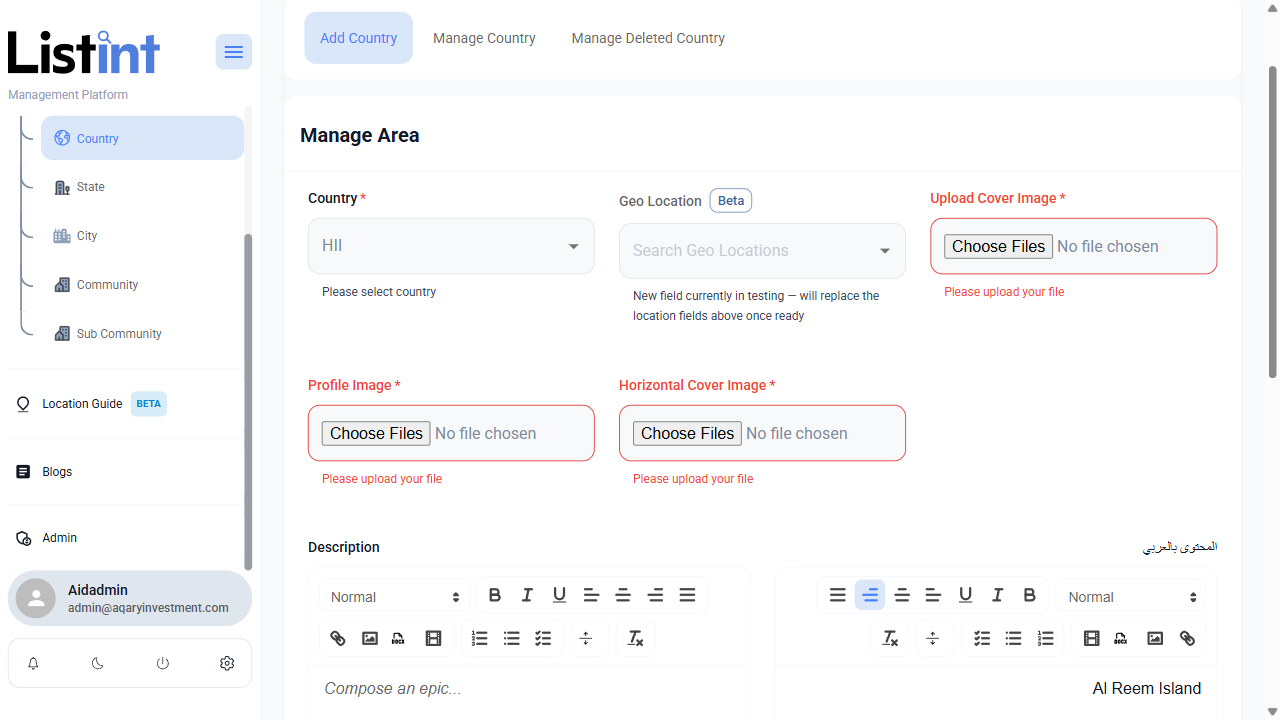 Listint
Management Platform
Country
State
City
Community
Sub Community
Location Guide BETA
Blogs
Admin
Aidadmin
admin@aqaryinvestment.com
Add Country Manage Country Manage Deleted Country
Manage Area
Country *
HII
Please select country
Geo Location Beta
Search Geo Locations
New field currently in testing — will replace the
location fields above once ready
Upload Cover Image *
Choose Files No file chosen
Please upload your file
Profile Image *
Choose Files No file chosen
Please upload your file
Horizontal Cover Image *
Choose Files No file chosen
Please upload your file
Description
Normal
Compose an epic...
المحتوى بالعربي
Normal
Al Reem Island